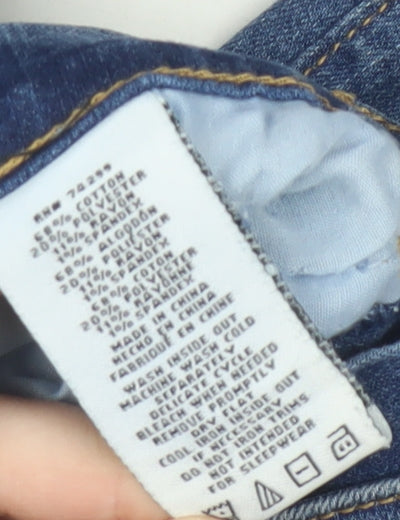 RN# 74299
68% COTTON
20% POLYESTER
11% RAYON
1% SPANDEX
68% ALGODÓN
20% POLIESTER
11% RAYÓN
1% SPANDEX
68% COTON
20% POLYESTER
11% RAYONNE
1% SPANDEX
MADE IN CHINA
HECHO EN CHINA
FABRIQUÉ EN CHINE
WASH INSIDE OUT
MACHINE WASH COLD
SEPARATELY
DELICATE CYCLE
BLEACH WHEN NEEDED
REMOVE PROMPTLY
DRY FLAT
COOL IRON INSIDE OUT
IF NECESSARY
DO NOT IRON TRIMS
NOT INTENDED
FOR SLEEPWEAR